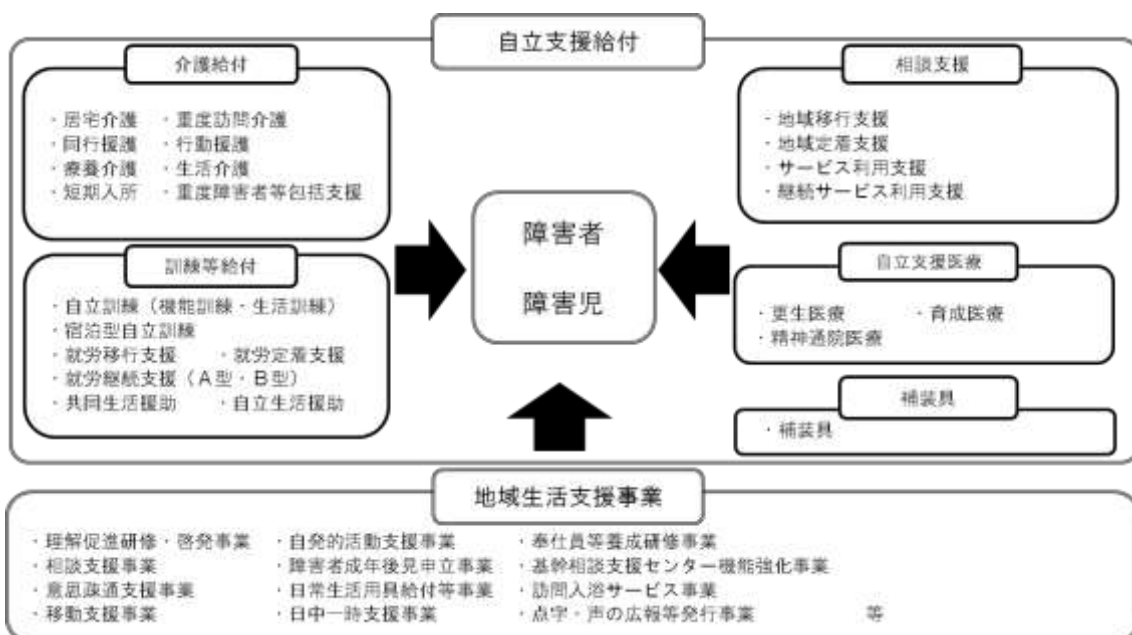 自立支援給付
介護給付
・居宅介護 ・重度訪問介護
・同行援護 ・行動援護
・療養介護 ・生活介護
・短期入所 ・重度障害者等包括支援
訓練等給付
・自立訓練（機能訓練・生活訓練）
・宿泊型自立訓練
・就労移行支援 ・就労定着支援
・就労継続支援（A型・B型）
・共同生活援助 ・自立生活援助
障害者
障害児
相談支援
・地域移行支援
・地域定着支援
・サービス利用支援
・継続サービス利用支援
自立支援医療
・更生医療 ・育成医療
・精神通院医療
補装具
・補装具
地域生活支援事業
・理解促進研修・啓発事業 ・自発的活動支援事業 ・奉仕員等養成研修事業
・相談支援事業 ・障害者成年後見申立事業 ・基幹相談支援センター機能強化事業
・意思疎通支援事業 ・日常生活用具給付等事業 ・訪問入浴サービス事業
・移動支援事業 ・日中一時支援事業 ・点字・声の広報等発行事業 等